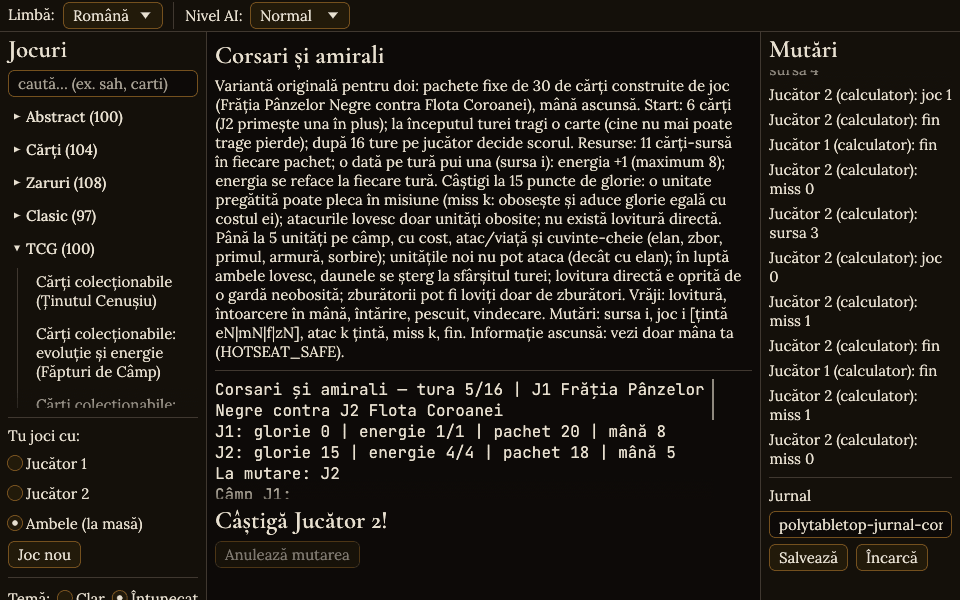 Limbă: Română ▼ Nivel AI: Normal ▼
Jocuri
caută... (ex. sah, carti)
▸ Abstract (100)
▸ Cărți (104)
▸ Zaruri (108)
▸ Clasic (97)
▾ TCG (100)
Cărți colecționabile
(Ținutul Cenușiu)
Cărți colecționabile:
evoluție și energie
(Făpturi de Câmp)
Cărți colecționabile:
Tu joci cu:
Jucător 1
Jucător 2
Ambele (la masă)
Joc nou
Temă: Clar Întunecat
Corsari și amirali
Variantă originală pentru doi: pachete fixe de 30 de cărți construite de joc
(Frăția Pânzelor Negre contra Flota Coroanei), mână ascunsă. Start: 6 cărți
(J2 primește una în plus); la începutul turei tragi o carte (cine nu mai poate
trage pierde); după 16 ture pe jucător decide scorul. Resurse: 11 cărți-sursă
în fiecare pachet; o dată pe tură pui una (sursa i): energia +1 (maximum 8);
energia se reface la fiecare tură. Câștigi la 15 puncte de glorie: o unitate
pregătită poate pleca în misiune (miss k: obosește și aduce glorie egală cu
costul ei); atacurile lovesc doar unități obosite; nu există lovitură directă.
Până la 5 unități pe câmp, cu cost, atac/viață și cuvinte-cheie (elan, zbor,
primul, armură, sorbire); unitățile noi nu pot ataca (decât cu elan); în luptă
ambele lovesc, daunele se șterg la sfârșitul turei; lovitura directă e oprită de
o gardă neobosită; zburătorii pot fi loviți doar de zburători. Vrăji: lovitură,
întoarcere în mână, întărire, pescuit, vindecare. Mutări: sursa i, joc i [țintă
eN|mN|f|zN], atac k țintă, miss k, fin. Informație ascunsă: vezi doar mâna ta
(HOTSEAT_SAFE).
Corsari și amirali — tura 5/16 | J1 Frăția Pânzelor
Negre contra J2 Flota Coroanei
J1: glorie 0 | energie 1/1 | pachet 20 | mână 8
J2: glorie 15 | energie 4/4 | pachet 18 | mână 5
La mutare: J2
Câmp J1:
Câștigă Jucător 2!
Anulează mutarea
Mutări
sursa 4
Jucător 2 (calculator): joc 1
Jucător 2 (calculator): fin
Jucător 1 (calculator): fin
Jucător 2 (calculator):
miss 0
Jucător 2 (calculator):
sursa 3
Jucător 2 (calculator): joc
0
Jucător 2 (calculator):
miss 1
Jucător 2 (calculator): fin
Jucător 1 (calculator): fin
Jucător 2 (calculator):
miss 1
Jucător 2 (calculator):
miss 0
Jurnal
polytabletop-jurnal-cor
Salvează Încarcă